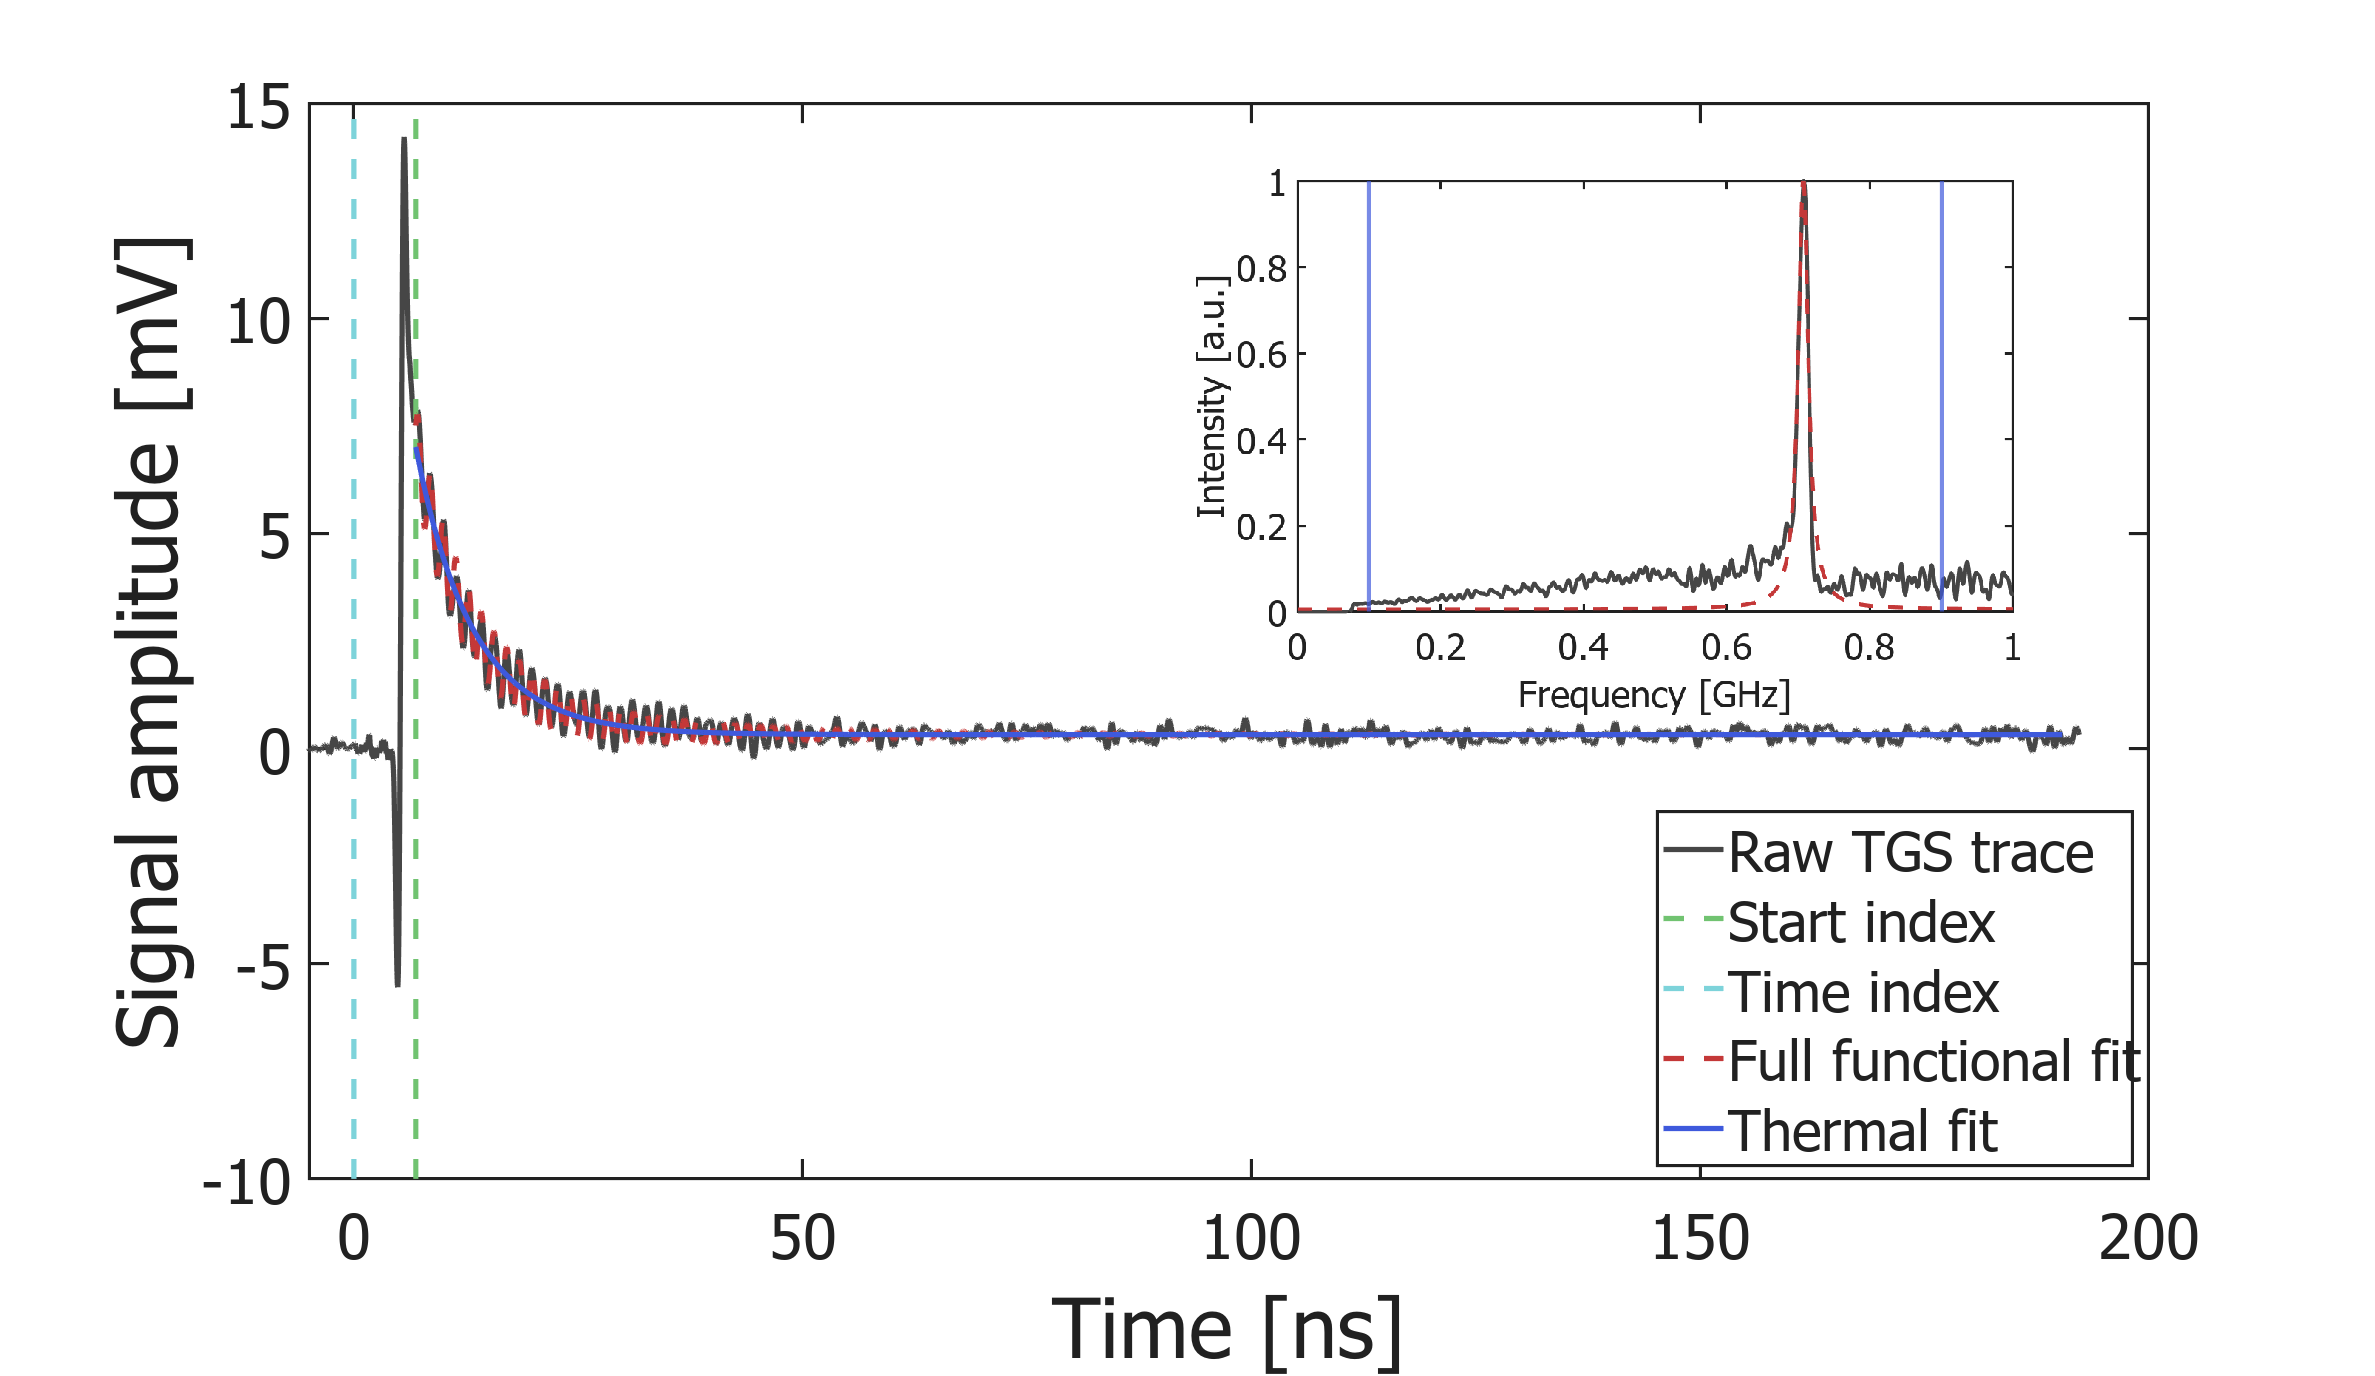 Signal amplitude [mV]
15
10
5
0
-5
-10
0
50
100
150
200
Time [ns]
Intensity [a.u.]
1
0.8
0.6
0.4
0.2
0
0
0.2
0.4
0.6
0.8
1
Frequency [GHz]
Raw TGS trace
Start index
Time index
Full functional fit
Thermal fit